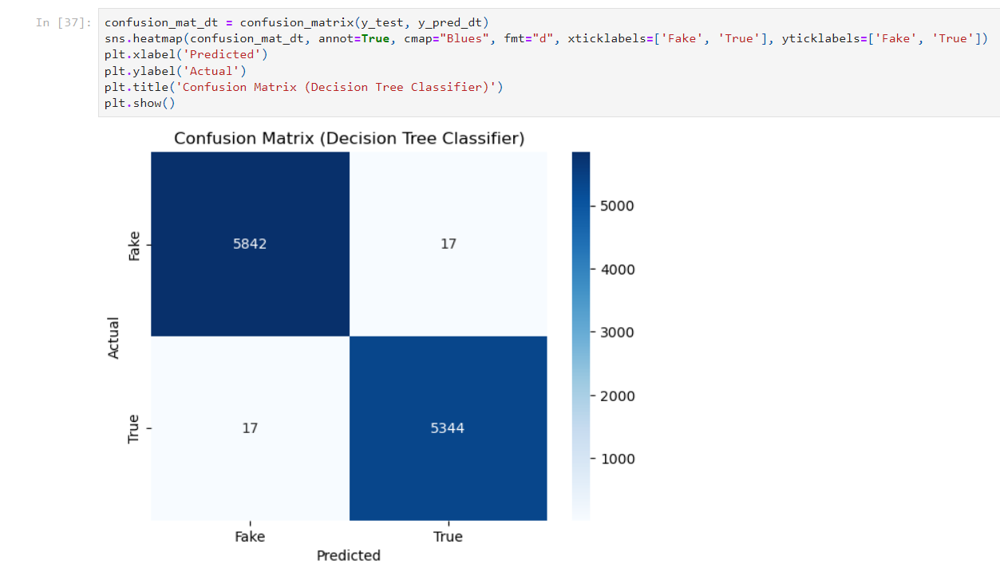 In [37]:
confusion_mat_dt = confusion_matrix(y_test, y_pred_dt)
sns.heatmap(confusion_mat_dt, annot=True, cmap="Blues", fmt="d", xticklabels=['Fake', 'True'], yticklabels=['Fake', 'True'])
plt.xlabel('Predicted')
plt.ylabel('Actual')
plt.title('Confusion Matrix (Decision Tree Classifier)')
plt.show()
Confusion Matrix (Decision Tree Classifier)
Actual
Fake
5842
17
True
17
5344
Fake
True
Predicted
5000
4000
3000
2000
1000